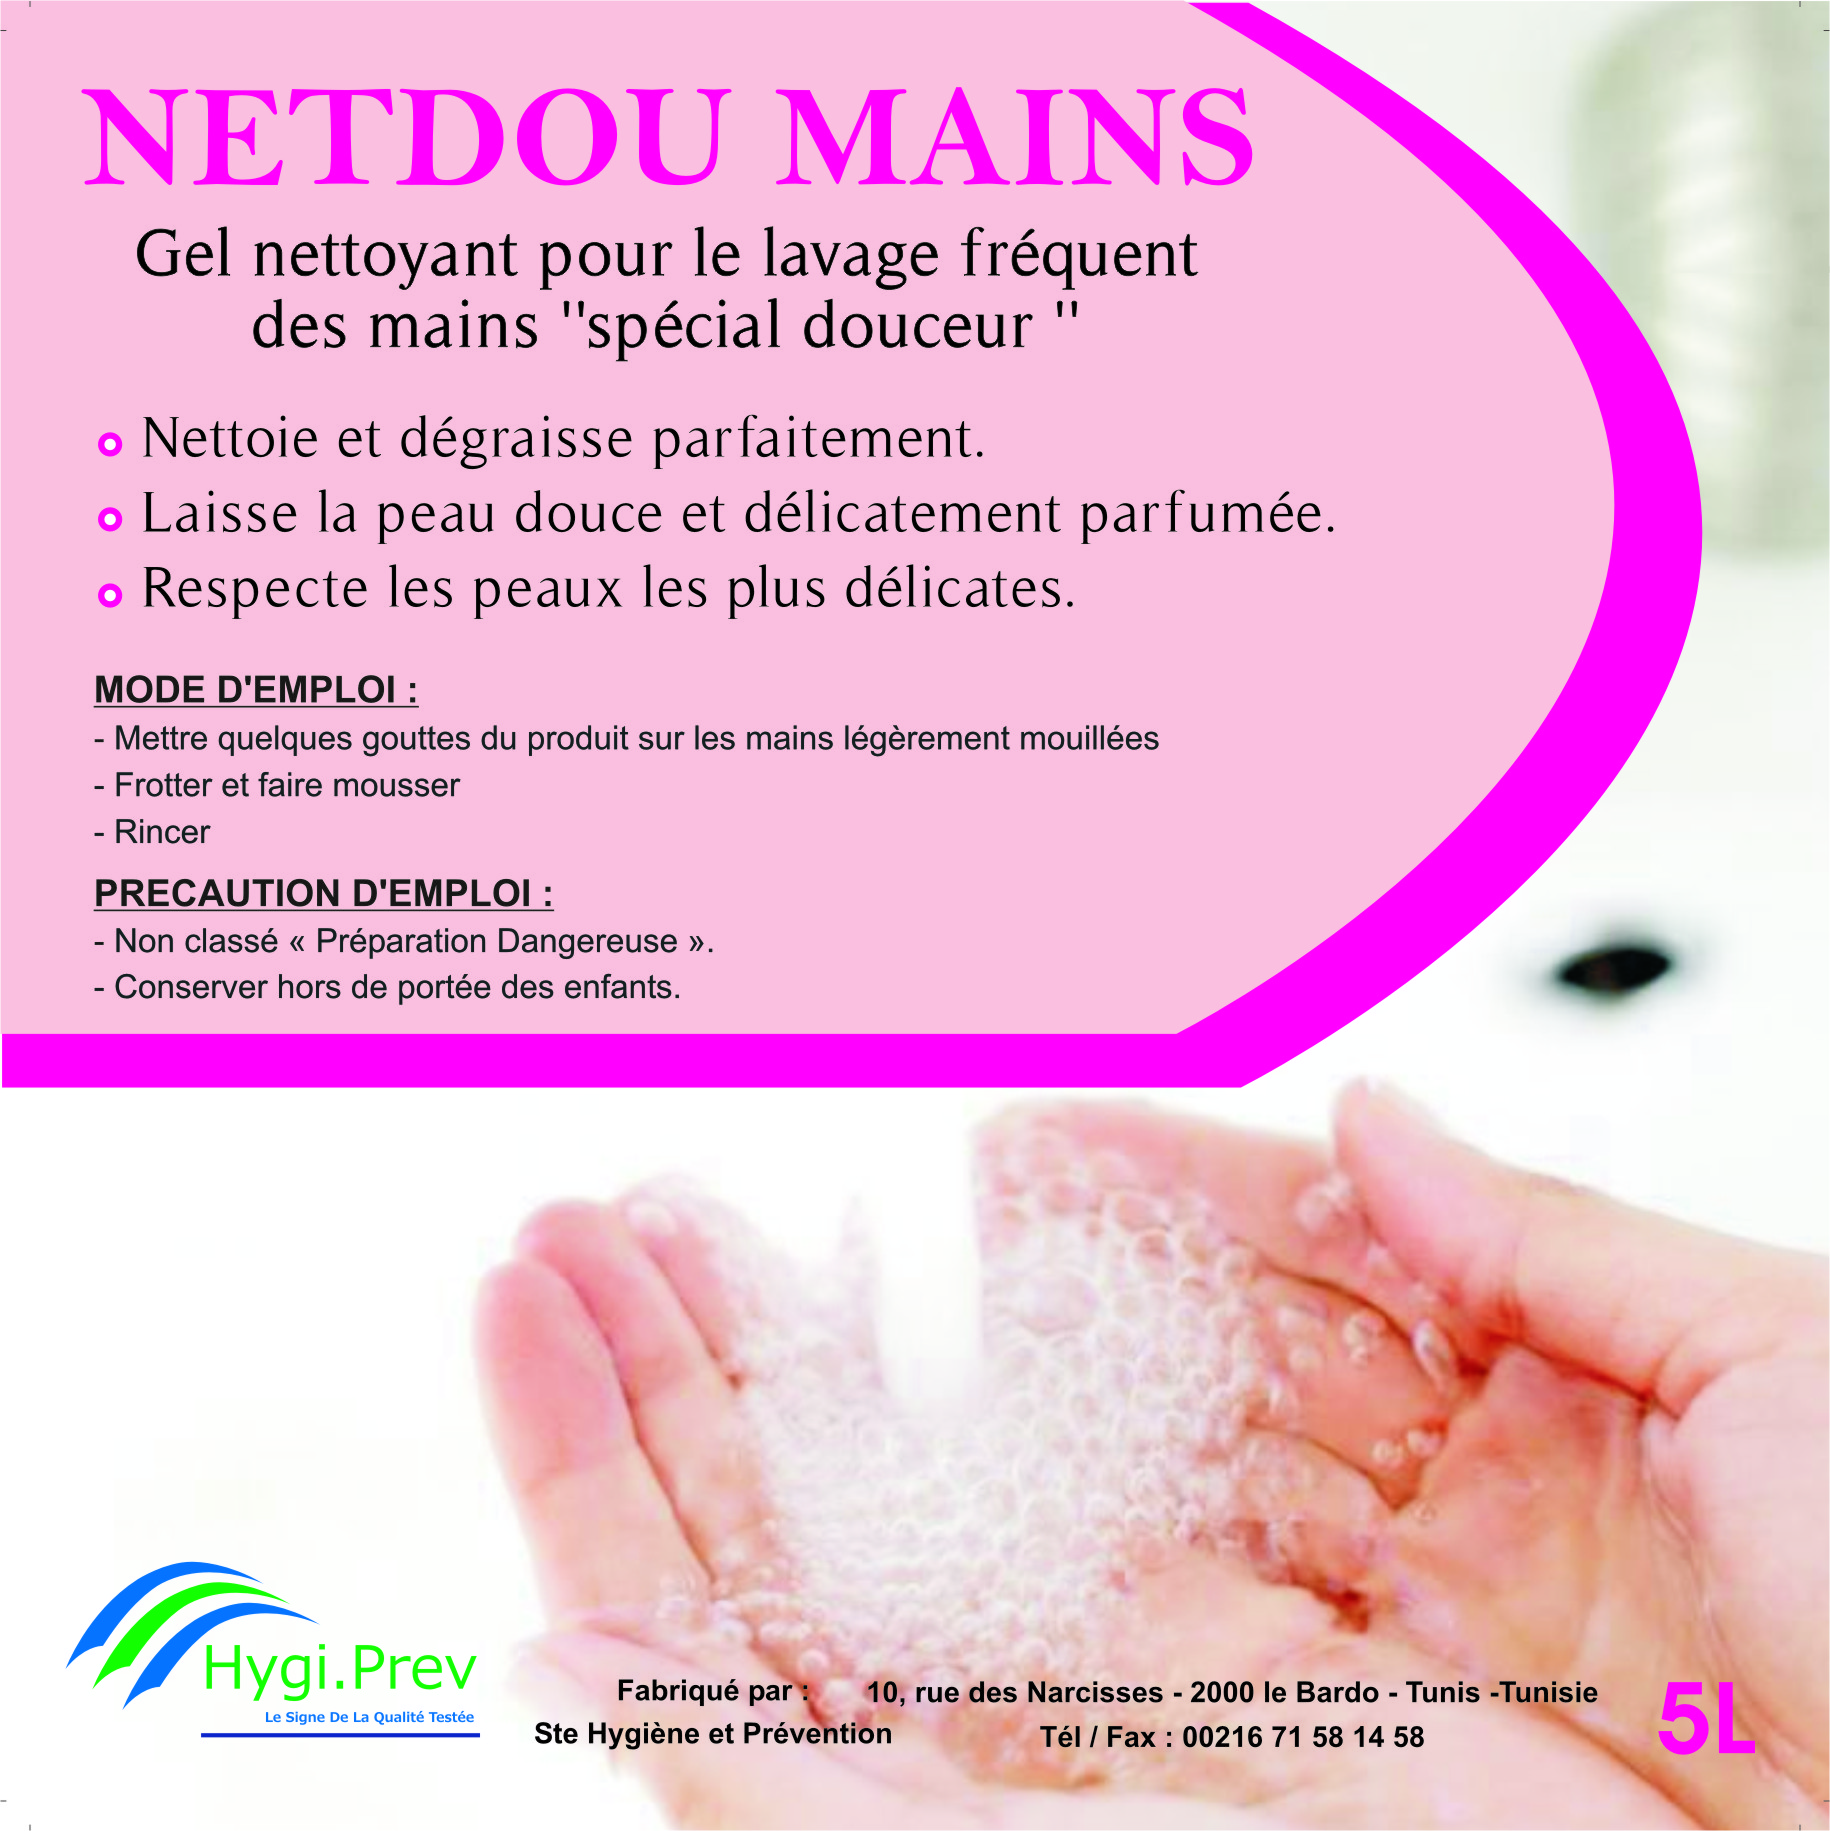 NETDOU MAINS
Gel nettoyant pour le lavage fréquent
des mains "spécial douceur "
Nettoie et dégraisse parfaitement.
Laisse la peau douce et délicatement parfumée.
Respecte les peaux les plus délicates.
MODE D'EMPLOI :
- Mettre quelques gouttes du produit sur les mains légèrement mouillées
- Frotter et faire mousser
- Rincer
PRECAUTION D'EMPLOI :
- Non classé « Préparation Dangereuse ».
- Conserver hors de portée des enfants.
Hygi.Prev
Le Signe De La Qualité Testée
Fabriqué par :
Ste Hygiène et Prévention
10, rue des Narcisses - 2000 le Bardo - Tunis -Tunisie
Tél / Fax : 00216 71 58 14 58
5L